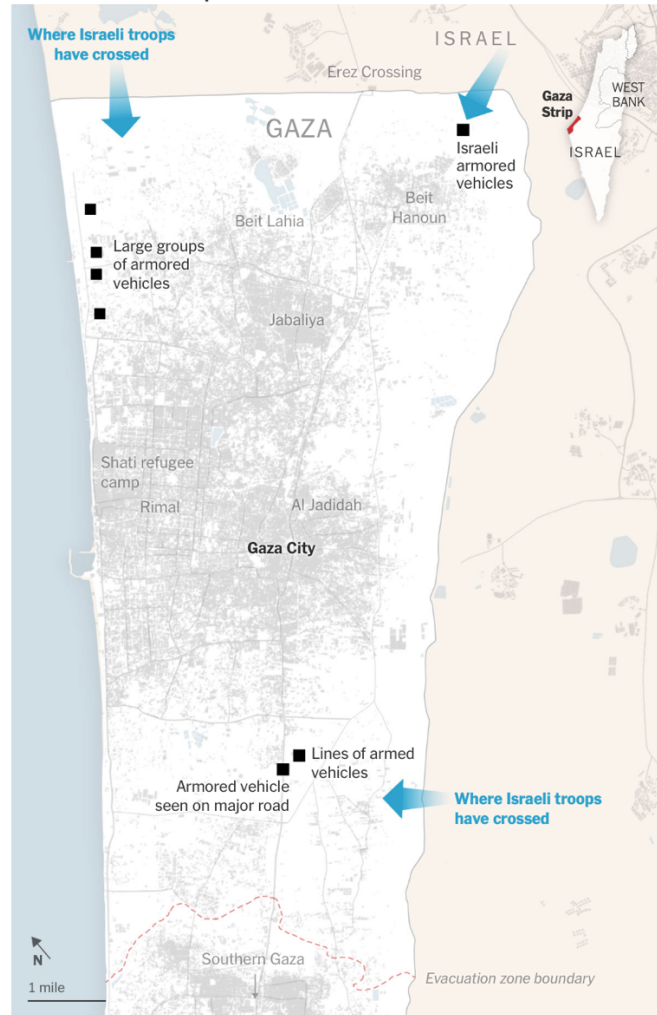 Where Israeli troops
have crossed
ISRAEL
Erez Crossing
GAZA
Gaza
Strip
WEST
BANK
ISRAEL
Israeli
armored
vehicles
Beit
Hanoun
Beit Lahia
Large groups
of armored
vehicles
Jabaliya
Shati refugee
camp
Rimal
Al Jadidah
Gaza City
Lines of armed
vehicles
Armored vehicle
seen on major road
Where Israeli troops
have crossed
Southern Gaza
Evacuation zone boundary
N
1 mile